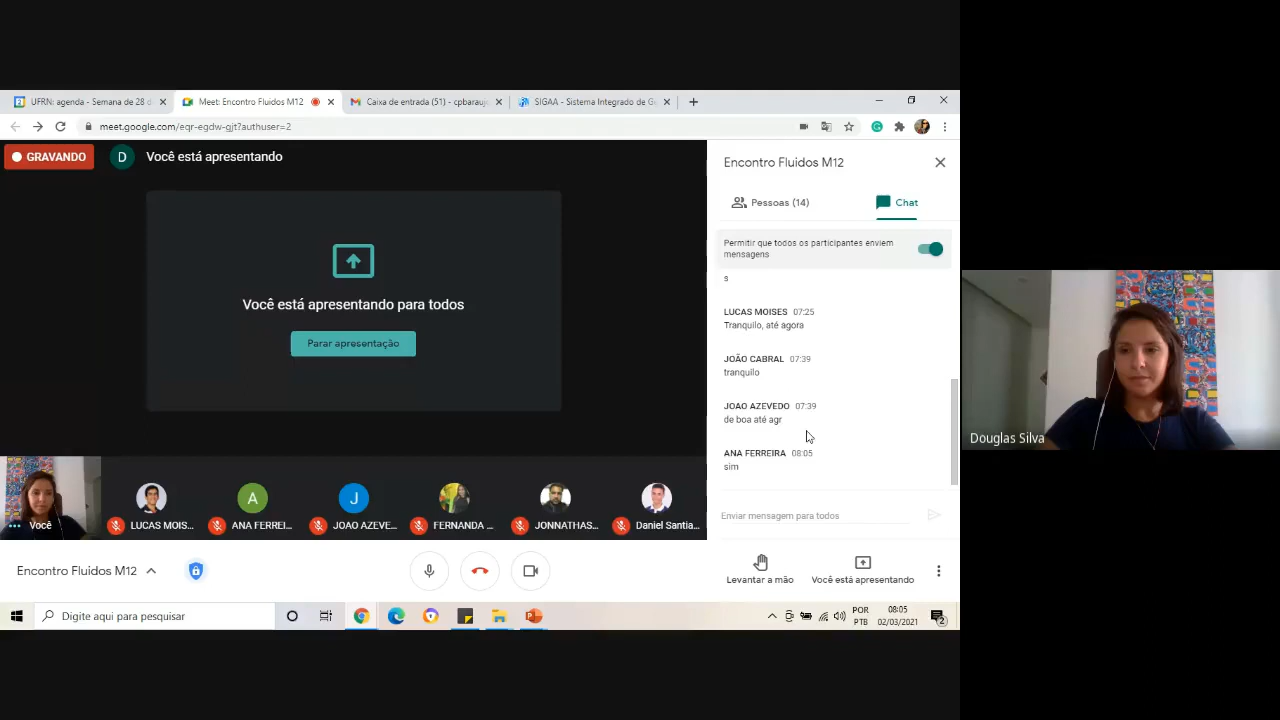 UFRN: agenda - Semana de 28 d
Meet: Encontro Fluidos M12
Caixa de entrada (51) - cpbarauj
SIGAA - Sistema Integrado de G
meet.google.com/eqr-egdw-gjt?authuser=2
GRAVANDO
D
Você está apresentando
Você está apresentando para todos
Parar apresentação
Você
LUCAS MOIS...
A
ANA FERREI...
J
JOAO AZEVE...
FERNANDA ...
JONNATHAS...
Daniel Santia...
Encontro Fluidos M12
Encontro Fluidos M12
Pessoas (14)
Chat
Permitir que todos os participantes enviem
mensagens
s
LUCAS MOISES 07:25
Tranquilo, até agora
JOÃO CABRAL 07:39
tranquilo
JOAO AZEVEDO 07:39
de boa até agr
ANA FERREIRA 08:05
sim
Enviar mensagem para todos
Levantar a mão
Você está apresentando
Digite aqui para pesquisar
POR
PTB
08:05
02/03/2021
2
Douglas Silva